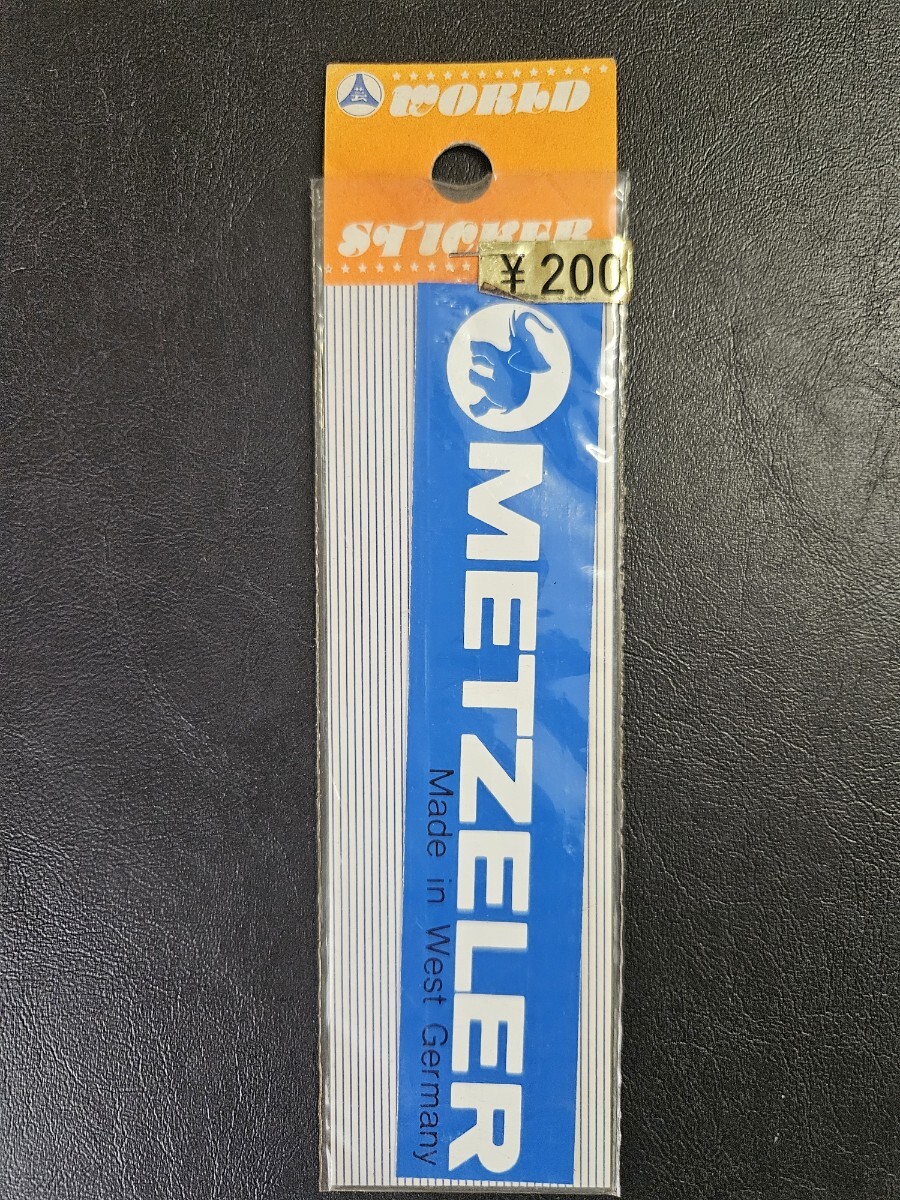 WORLD
STICKER
¥200
METZELER
Made in West Germany